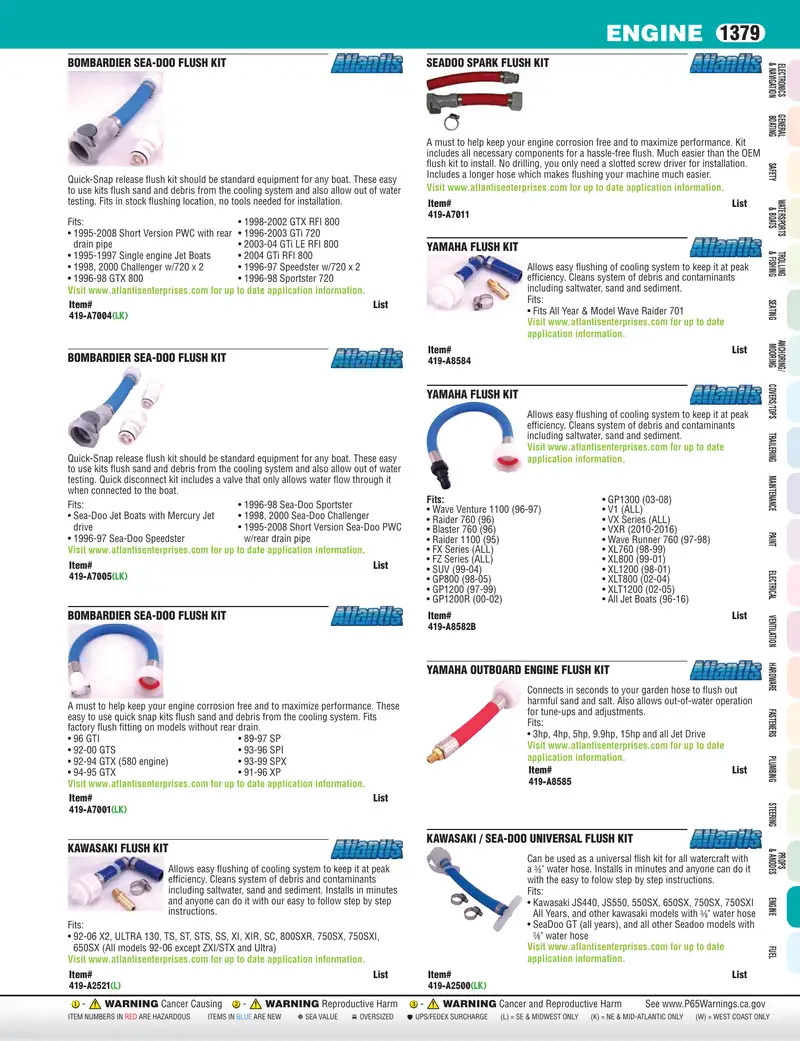 ENGINE 1379
BOMBARDIER SEA-DOO FLUSH KIT
Atlantis
Quick-Snap release flush kit should be standard equipment for any boat. These easy
to use kits flush sand and debris from the cooling system and also allow out of water
testing. Fits in stock flushing location, no tools needed for installation.
Fits:
• 1995-2008 Short Version PWC with rear
drain pipe
• 1995-1997 Single engine Jet Boats
• 1998, 2000 Challenger w/720 x 2
• 1996-98 GTX 800
• 1998-2002 GTX RFI 800
• 1996-2003 GTi 720
• 2003-04 GTi LE RFI 800
• 2004 GTi RFI 800
• 1996-97 Speedster w/720 x 2
• 1996-98 Sportster 720
Visit www.atlantisenterprises.com for up to date application information.
Item# List
419-A7004(LK)
BOMBARDIER SEA-DOO FLUSH KIT
Atlantis
Quick-Snap release flush kit should be standard equipment for any boat. These easy
to use kits flush sand and debris from the cooling system and also allow out of water
testing. Quick disconnect kit includes a valve that only allows water flow through it
when connected to the boat.
Fits:
• Sea-Doo Jet Boats with Mercury Jet
drive
• 1996-97 Sea-Doo Speedster
• 1996-98 Sea-Doo Sportster
• 1998, 2000 Sea-Doo Challenger
• 1995-2008 Short Version Sea-Doo PWC
w/rear drain pipe
Visit www.atlantisenterprises.com for up to date application information.
Item# List
419-A7005(LK)
BOMBARDIER SEA-DOO FLUSH KIT
Atlantis
A must to help keep your engine corrosion free and to maximize performance. These
easy to use quick snap kits flush sand and debris from the cooling system. Fits
factory flush fitting on models without rear drain.
• 96 GTI
• 92-00 GTS
• 92-94 GTX (580 engine)
• 94-95 GTX
• 89-97 SP
• 93-96 SPI
• 93-99 SPX
• 91-96 XP
Visit www.atlantisenterprises.com for up to date application information.
Item# List
419-A7001(LK)
KAWASAKI FLUSH KIT
Atlantis
Allows easy flushing of cooling system to keep it at peak
efficiency. Cleans system of debris and contaminants
including saltwater, sand and sediment. Installs in minutes
and anyone can do it with our easy to follow step by step
instructions.
Fits:
• 92-06 X2, ULTRA 130, TS, ST, STS, SS, XI, XIR, SC, 800SXR, 750SX, 750SXI,
650SX (All models 92-06 except ZXI/STX and Ultra)
Visit www.atlantisenterprises.com for up to date application information.
Item# List
419-A2521(L)
SEADOO SPARK FLUSH KIT
Atlantis
A must to help keep your engine corrosion free and to maximize performance. Kit
includes all necessary components for a hassle-free flush. Much easier than the OEM
flush kit to install. No drilling, you only need a slotted screw driver for installation.
Includes a longer hose which makes flushing your machine much easier.
Visit www.atlantisenterprises.com for up to date application information.
Item# List
419-A7011
YAMAHA FLUSH KIT
Atlantis
Allows easy flushing of cooling system to keep it at peak
efficiency. Cleans system of debris and contaminants
including saltwater, sand and sediment.
Fits:
• Fits All Year & Model Wave Raider 701
Visit www.atlantisenterprises.com for up to date
application information.
Item# List
419-A8584
YAMAHA FLUSH KIT
Atlantis
Allows easy flushing of cooling system to keep it at peak
efficiency. Cleans system of debris and contaminants
including saltwater, sand and sediment.
Visit www.atlantisenterprises.com for up to date
application information.
Fits:
• Wave Venture 1100 (96-97)
• Raider 760 (96)
• Blaster 760 (96)
• Raider 1100 (95)
• FX Series (ALL)
• FZ Series (ALL)
• SUV (99-04)
• GP800 (98-05)
• GP1200 (97-99)
• GP1200R (00-02)
• GP1300 (03-08)
• V1 (ALL)
• VX Series (ALL)
• VXR (2010-2016)
• Wave Runner 760 (97-98)
• XL760 (98-99)
• XL800 (99-01)
• XL1200 (98-01)
• XLT800 (02-04)
• XLT1200 (02-05)
• All Jet Boats (96-16)
Item# List
419-A8582B
YAMAHA OUTBOARD ENGINE FLUSH KIT
Atlantis
Connects in seconds to your garden hose to flush out
harmful sand and salt. Also allows out-of-water operation
for tune-ups and adjustments.
Fits:
• 3hp, 4hp, 5hp, 9.9hp, 15hp and all Jet Drive
Visit www.atlantisenterprises.com for up to date
application information.
Item# List
419-A8585
KAWASAKI / SEA-DOO UNIVERSAL FLUSH KIT
Atlantis
Can be used as a universal flish kit for all watercraft with
a ⅜" water hose. Installs in minutes and anyone can do it
with the easy to folow step by step instructions.
Fits:
• Kawasaki JS440, JS550, 550SX, 650SX, 750SX, 750SXI
All Years, and other kawasaki models with ⅜" water hose
• SeaDoo GT (all years), and all other Seadoo models with
⅜" water hose
Visit www.atlantisenterprises.com for up to date
application information.
Item# List
419-A2500(LK)
ELECTRONICS
& NAVIGATION
GENERAL
BOATING
SAFETY
WATERSPORTS
& BOATS
TROLLING
& FISHING
SEATING
ANCHORING/
MOORING
COVERS/TOPS
TRAILERING
MAINTENANCE
PAINT
ELECTRICAL
VENTILATION
HARDWARE
FASTENERS
PLUMBING
STEERING
PROPS
& ANODES
ENGINE
FUEL
1 - WARNING Cancer Causing 2 - WARNING Reproductive Harm 3 - WARNING Cancer and Reproductive Harm See www.P65Warnings.ca.gov
ITEM NUMBERS IN RED ARE HAZARDOUS ITEMS IN BLUE ARE NEW SEA VALUE OVERSIZED UPS/FEDEX SURCHARGE (L) = SE & MIDWEST ONLY (K) = NE & MID-ATLANTIC ONLY (W) = WEST COAST ONLY